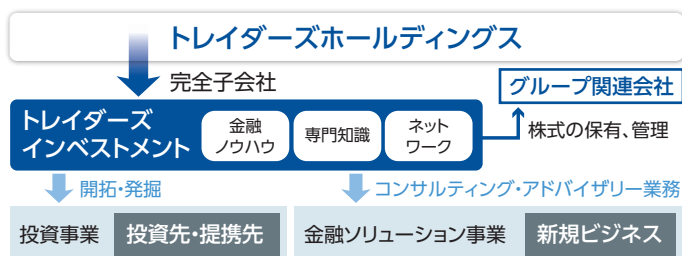 トレイダーズホールディングス
完全子会社
グループ関連会社
トレイダーズ
インベストメント
金融
ノウハウ
専門知識
ネット
ワーク
株式の保有、管理
開拓・発掘
コンサルティング・アドバイザリー業務
投資事業
投資先・提携先
金融ソリューション事業
新規ビジネス